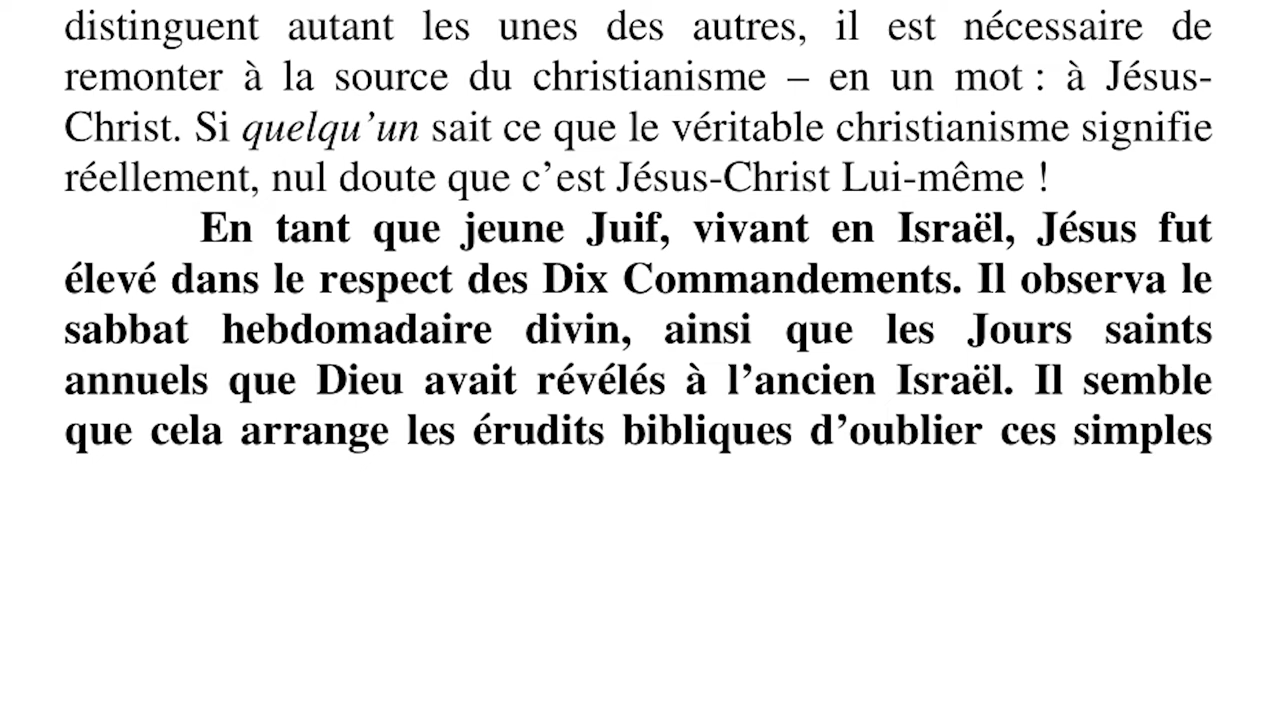 distinguent autant les unes des autres, il est nécessaire de
remonter à la source du christianisme – en un mot : à Jésus-
Christ. Si quelqu’un sait ce que le véritable christianisme signifie
réellement, nul doute que c’est Jésus-Christ Lui-même !
En tant que jeune Juif, vivant en Israël, Jésus fut
élevé dans le respect des Dix Commandements. Il observa le
sabbat hebdomadaire divin, ainsi que les Jours saints
annuels que Dieu avait révélés à l’ancien Israël. Il semble
que cela arrange les érudits bibliques d’oublier ces simples